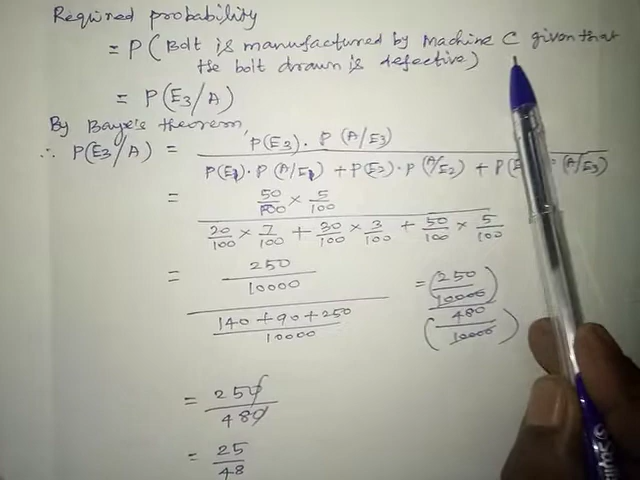 Required probability
= P( Bolt is manufactured by machine C given that
the bolt drawn is defective)
= P(E3/A)
By Baye's theorem,
∴ P(E3/A) = P(E3) . P(A/E3)
P(E1) . P(A/E1) + P(E2) . P(A/E2) + P(E (A/E3)
= 50/100 × 5/100
20/100 × 7/100 + 30/100 × 3/100 + 50/100 × 5/100
= 250/10000
140 + 90 + 250/10000
= (250/10000)
(480/10000)
= 250/480
= 25/48